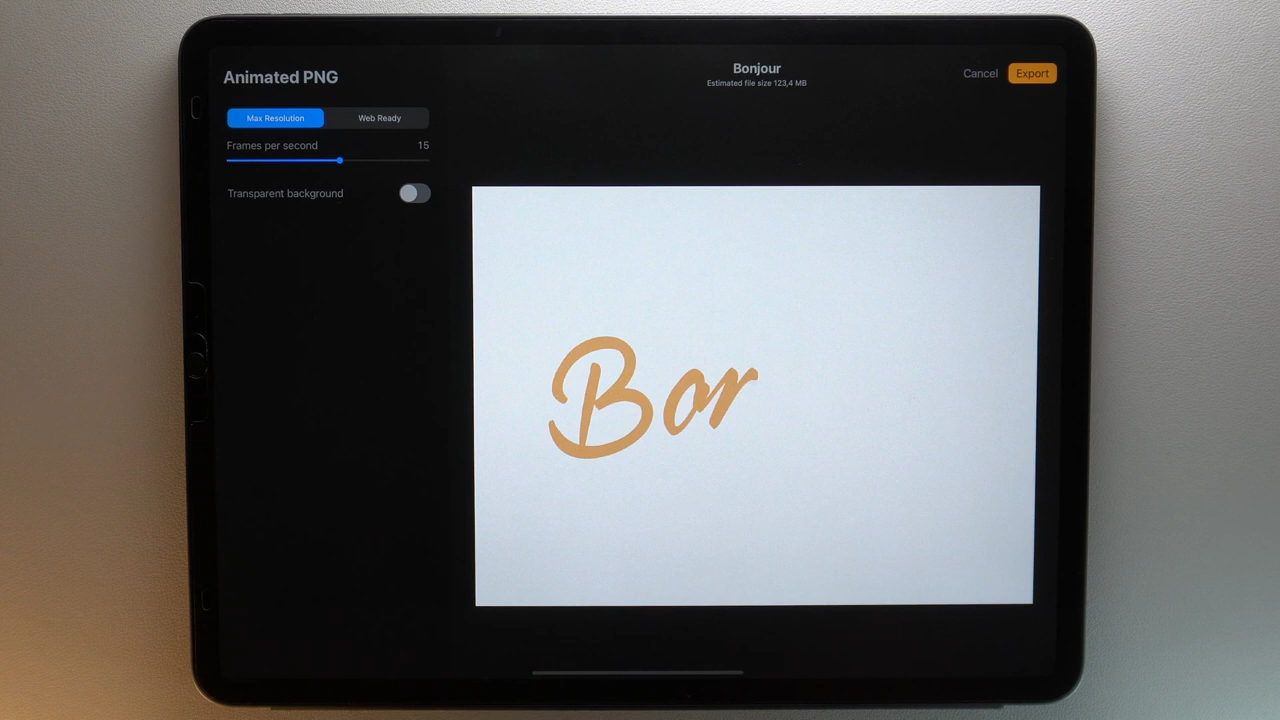 Animated PNG
Bonjour
Estimated file size 123,4 MB
Cancel
Export
Max Resolution
Web Ready
Frames per second 15
Transparent background
Bor